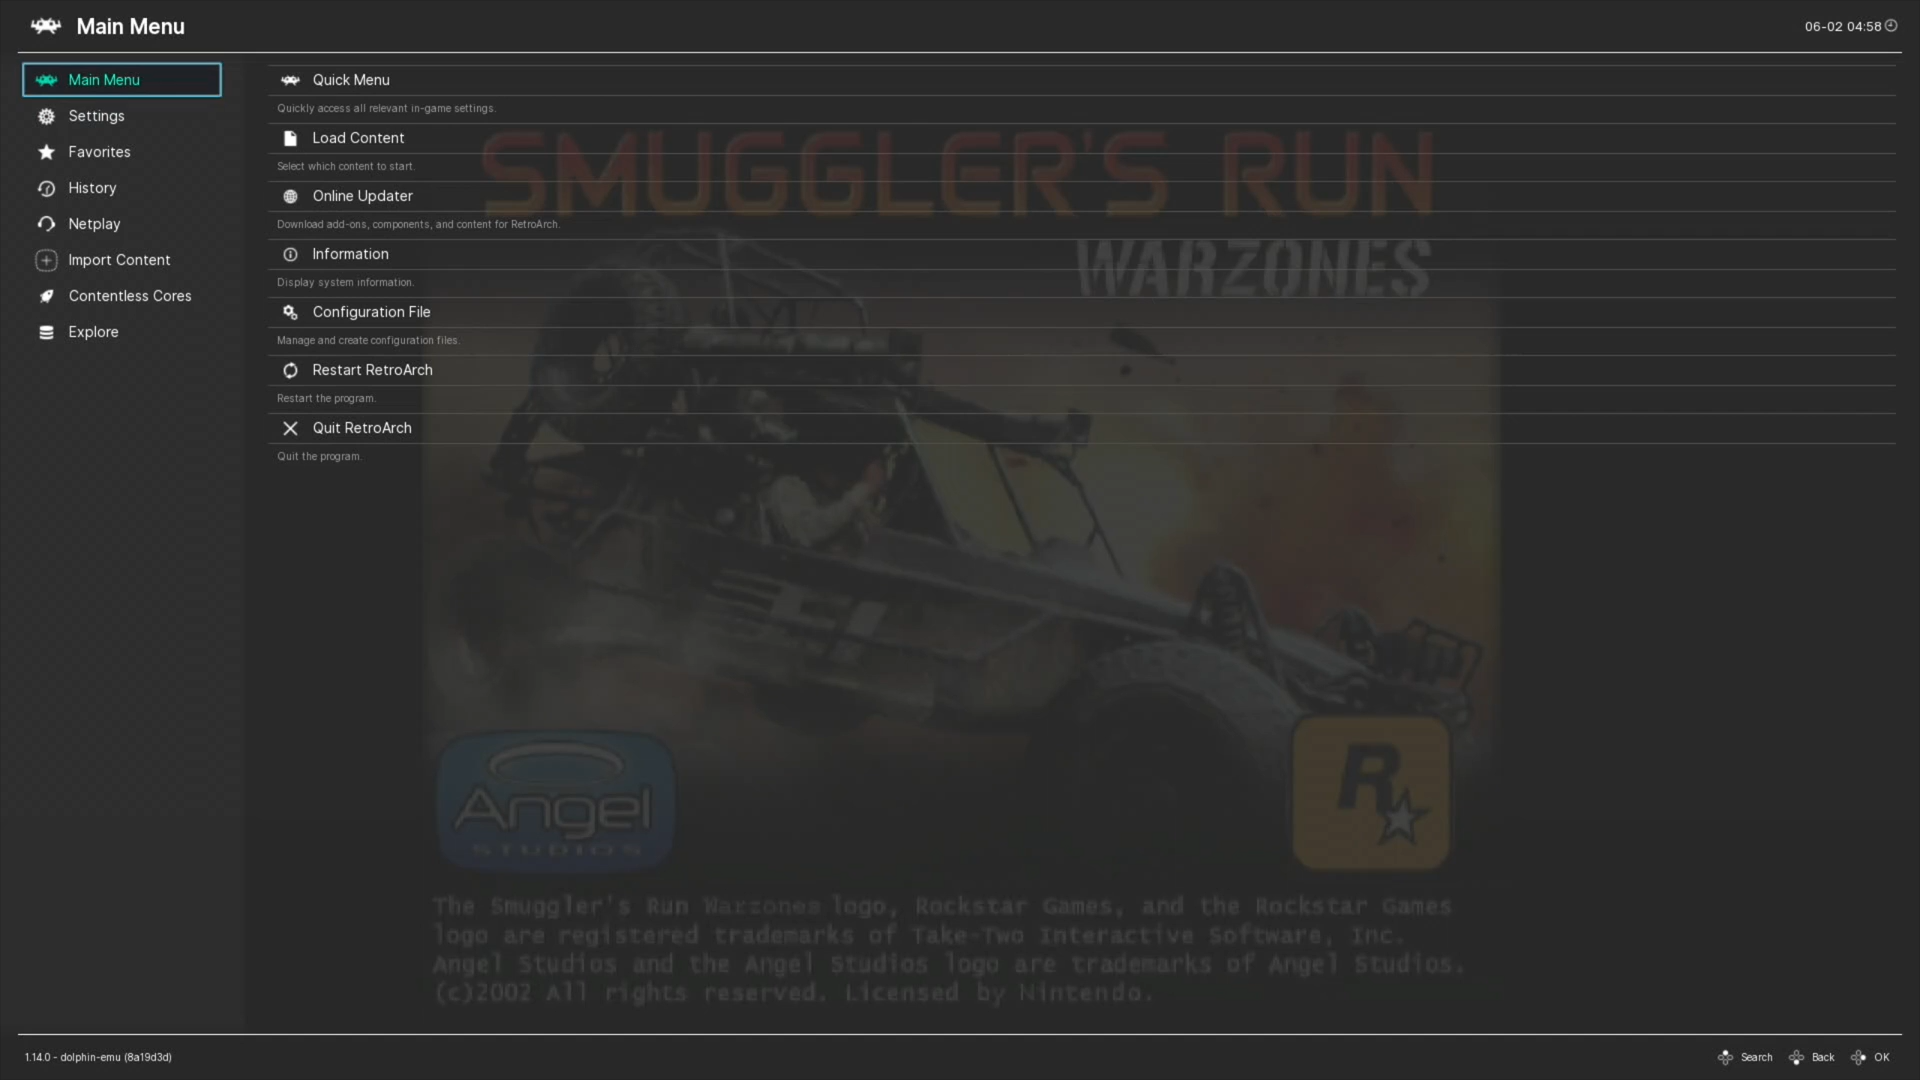 Main Menu
06-02 04:58
Main Menu
Settings
Favorites
History
Netplay
Import Content
Contentless Cores
Explore
Quick Menu
Quickly access all relevant in-game settings.
Load Content
Select which content to start.
Online Updater
Download add-ons, components, and content for RetroArch.
Information
Display system information.
Configuration File
Manage and create configuration files.
Restart RetroArch
Restart the program.
Quit RetroArch
Quit the program.
SMUGGLER'S RUN
WARZONES
Angel
STUDIOS
R
The Smuggler's Run Warzones logo, Rockstar Games, and the Rockstar Games
logo are registered trademarks of Take-Two Interactive Software, Inc.
Angel Studios and the Angel Studios logo are trademarks of Angel Studios.
(c)2002 All rights reserved. Licensed by Nintendo.
1.14.0 - dolphin-emu (8a19d3d)
Search
Back
OK